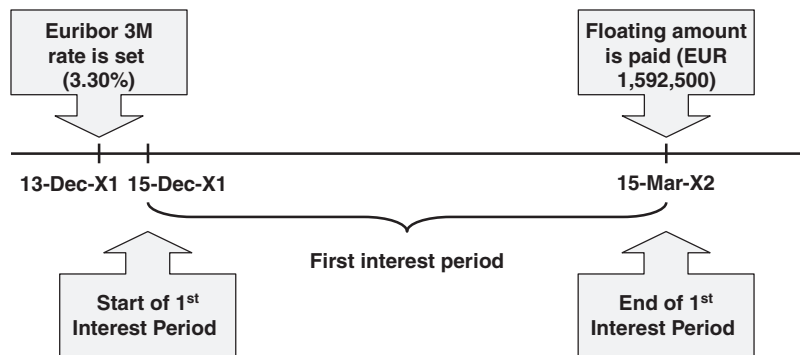 Euribor 3M
rate is set
(3.30%)
Floating amount
is paid (EUR
1,592,500)
13-Dec-X1 15-Dec-X1
15-Mar-X2
First interest period
Start of 1st
Interest Period
End of 1st
Interest Period